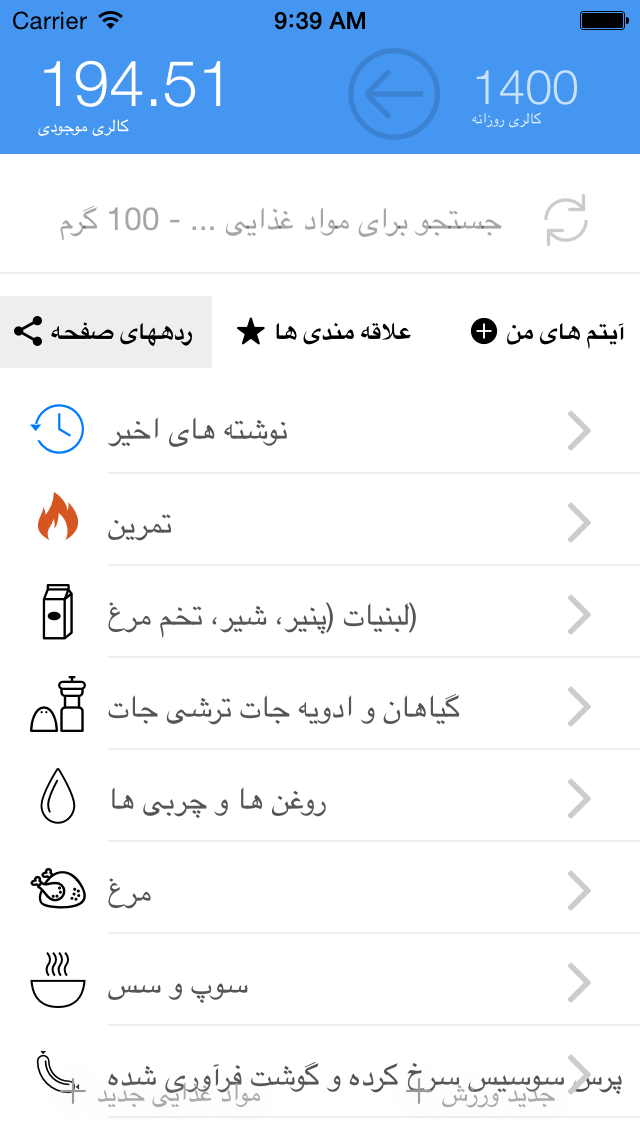 Carrier 9:39 AM
194.51 1400
کالری موجودی کالری روزانه
جستجو برای مواد غذایی ... - 100 گرم
آیتم های من علاقه مندی ها ردههای صفحه
نوشته های اخیر
تمرین
لبنیات (پنیر، شیر، تخم مرغ)
گیاهان و ادویه جات ترشی جات
روغن ها و چربی ها
مرغ
سوپ و سس
پرس سوسیس سرخ کرده و گوشت فرآوری شده
جدید ورزش مواد غذایی جدید